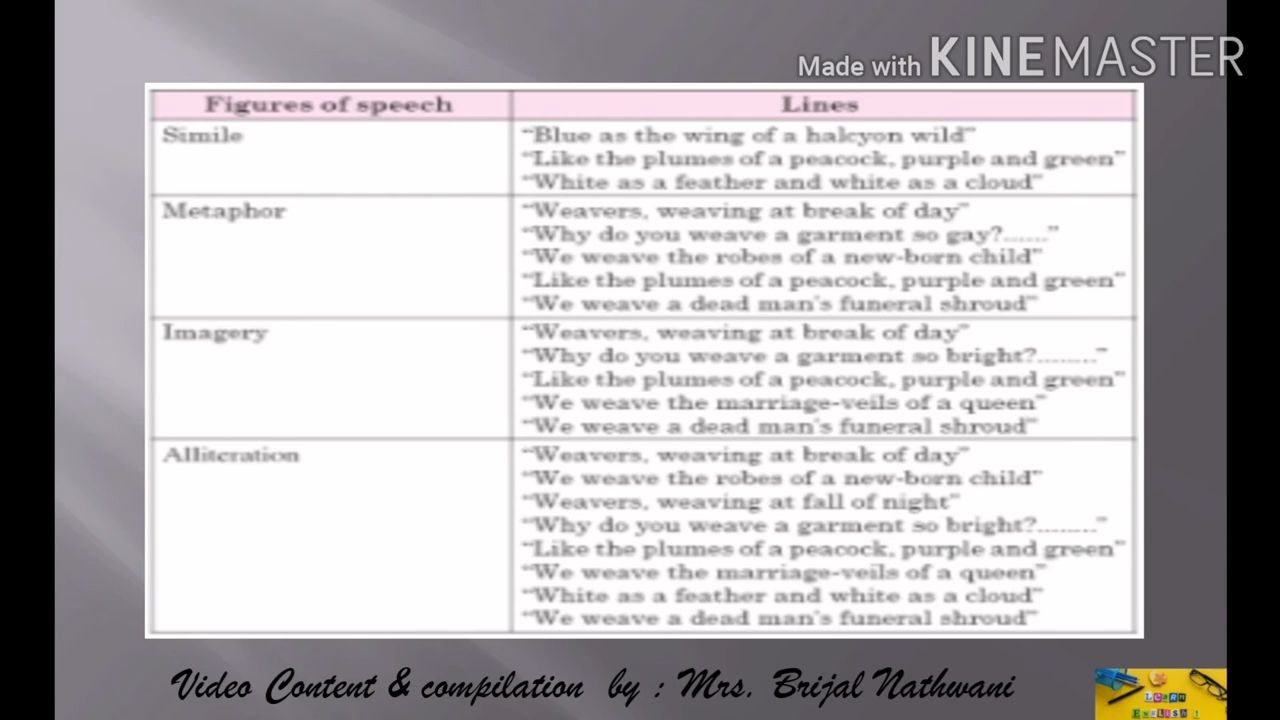 Made with KINEMASTER
Figures of speech Lines
Simile "Blue as the wing of a halcyon wild"
"Like the plumes of a peacock, purple and green"
"White as a feather and white as a cloud"
Metaphor "Weavers, weaving at break of day"
"Why do you weave a garment so gay?......"
"We weave the robes of a new-born child"
"Like the plumes of a peacock, purple and green"
"We weave a dead man's funeral shroud"
Imagery "Weavers, weaving at break of day"
"Why do you weave a garment so bright?........"
"Like the plumes of a peacock, purple and green"
"We weave the marriage-veils of a queen"
"We weave a dead man's funeral shroud"
Alliteration "Weavers, weaving at break of day"
"We weave the robes of a new-born child"
"Weavers, weaving at fall of night"
"Why do you weave a garment so bright?........"
"Like the plumes of a peacock, purple and green"
"We weave the marriage-veils of a queen"
"White as a feather and white as a cloud"
"We weave a dead man's funeral shroud"
Video Content & compilation by : Mrs. Brijal Nathwani
LEARN
ENGLISH !